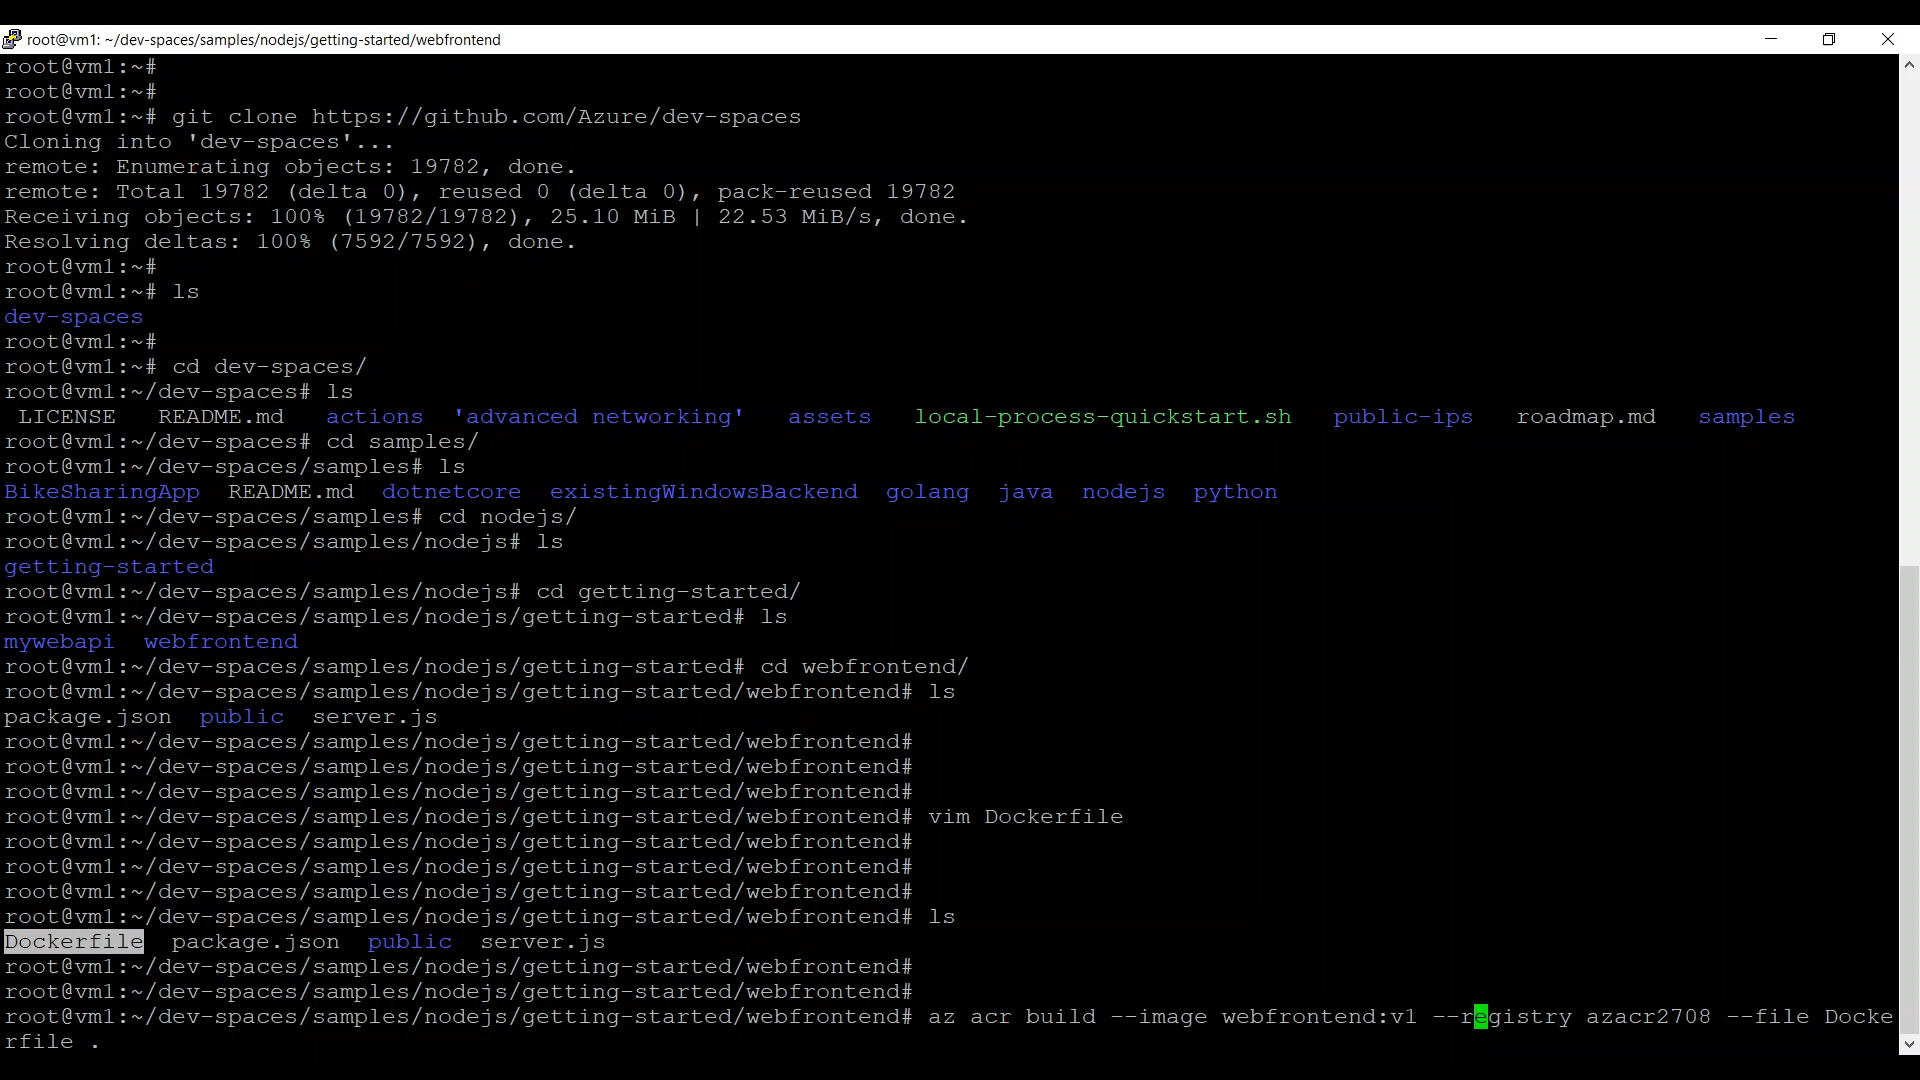 root@vm1: ~/dev-spaces/samples/nodejs/getting-started/webfrontend
root@vm1:~#
root@vm1:~#
root@vm1:~# git clone https://github.com/Azure/dev-spaces
Cloning into 'dev-spaces'...
remote: Enumerating objects: 19782, done.
remote: Total 19782 (delta 0), reused 0 (delta 0), pack-reused 19782
Receiving objects: 100% (19782/19782), 25.10 MiB | 22.53 MiB/s, done.
Resolving deltas: 100% (7592/7592), done.
root@vm1:~#
root@vm1:~# ls
dev-spaces
root@vm1:~#
root@vm1:~# cd dev-spaces/
root@vm1:~/dev-spaces# ls
LICENSE README.md actions 'advanced networking' assets local-process-quickstart.sh public-ips roadmap.md samples
root@vm1:~/dev-spaces# cd samples/
root@vm1:~/dev-spaces/samples# ls
BikeSharingApp README.md dotnetcore existingWindowsBackend golang java nodejs python
root@vm1:~/dev-spaces/samples# cd nodejs/
root@vm1:~/dev-spaces/samples/nodejs# ls
getting-started
root@vm1:~/dev-spaces/samples/nodejs# cd getting-started/
root@vm1:~/dev-spaces/samples/nodejs/getting-started# ls
mywebapi webfrontend
root@vm1:~/dev-spaces/samples/nodejs/getting-started# cd webfrontend/
root@vm1:~/dev-spaces/samples/nodejs/getting-started/webfrontend# ls
package.json public server.js
root@vm1:~/dev-spaces/samples/nodejs/getting-started/webfrontend#
root@vm1:~/dev-spaces/samples/nodejs/getting-started/webfrontend#
root@vm1:~/dev-spaces/samples/nodejs/getting-started/webfrontend#
root@vm1:~/dev-spaces/samples/nodejs/getting-started/webfrontend# vim Dockerfile
root@vm1:~/dev-spaces/samples/nodejs/getting-started/webfrontend#
root@vm1:~/dev-spaces/samples/nodejs/getting-started/webfrontend#
root@vm1:~/dev-spaces/samples/nodejs/getting-started/webfrontend#
root@vm1:~/dev-spaces/samples/nodejs/getting-started/webfrontend# ls
Dockerfile package.json public server.js
root@vm1:~/dev-spaces/samples/nodejs/getting-started/webfrontend#
root@vm1:~/dev-spaces/samples/nodejs/getting-started/webfrontend#
root@vm1:~/dev-spaces/samples/nodejs/getting-started/webfrontend# az acr build --image webfrontend:v1 --registry azacr2708 --file Docke
rfile .